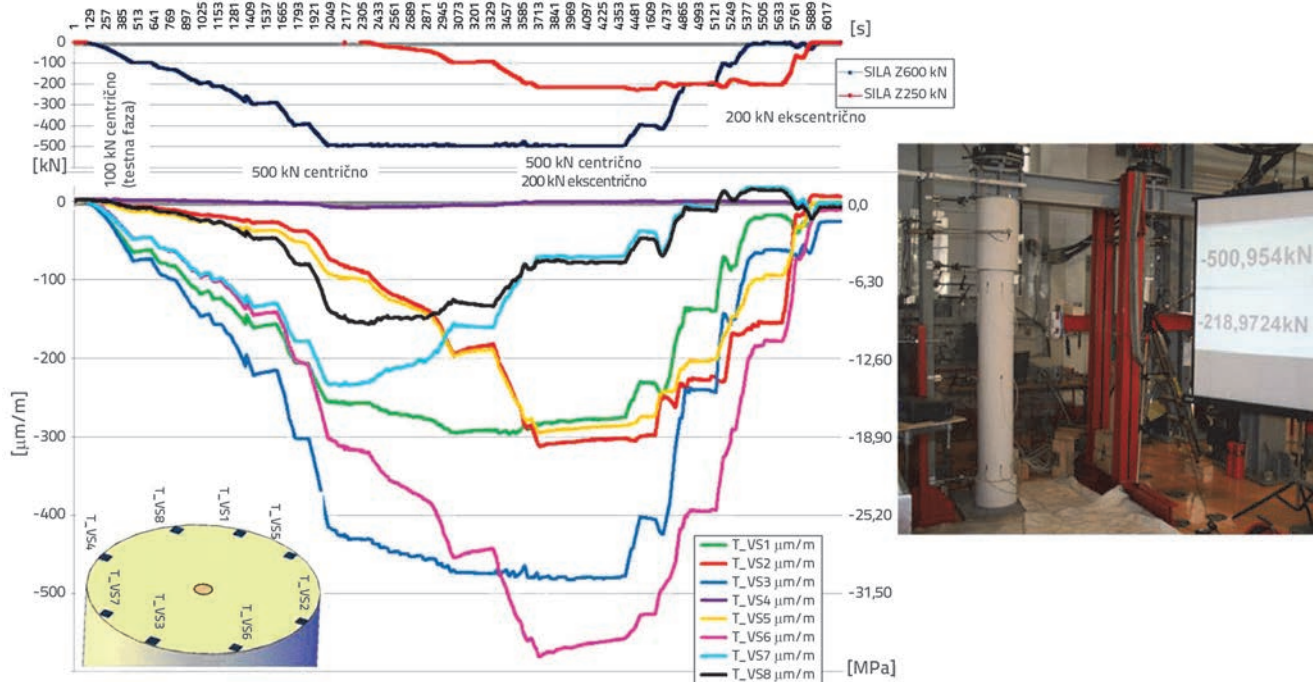 1 129 257 385 513 641 769 897 1025 1153 1281 1409 1537 1665 1793 1921 2049 2177 2305 2433 2561 2689 2871 2945 3073 3201 3329 3457 3585 3713 3841 3969 4097 4225 4353 4481 1609 4737 4865 4993 5121 5249 5377 5505 5633 5761 5889 6017
[s]
0
-100
-200
-300
-400
-500
[kN]
100 kN centrično
(testna faza)
500 kN centrično
500 kN centrično
200 kN ekscentrično
200 kN ekscentrično
SILA Z600 kN
SILA Z250 kN
0
-100
-200
-300
-400
-500
[μm/m]
0,0
-6,30
-12,60
-18,90
-25,20
-31,50
[MPa]
T_VS4
T_VS8
T_VS1
T_VS5
T_VS7
T_VS3
T_VS6
T_VS2
T_VS1 μm/m
T_VS2 μm/m
T_VS3 μm/m
T_VS4 μm/m
T_VS5 μm/m
T_VS6 μm/m
T_VS7 μm/m
T_VS8 μm/m
-500,954kN
-218,9724kN